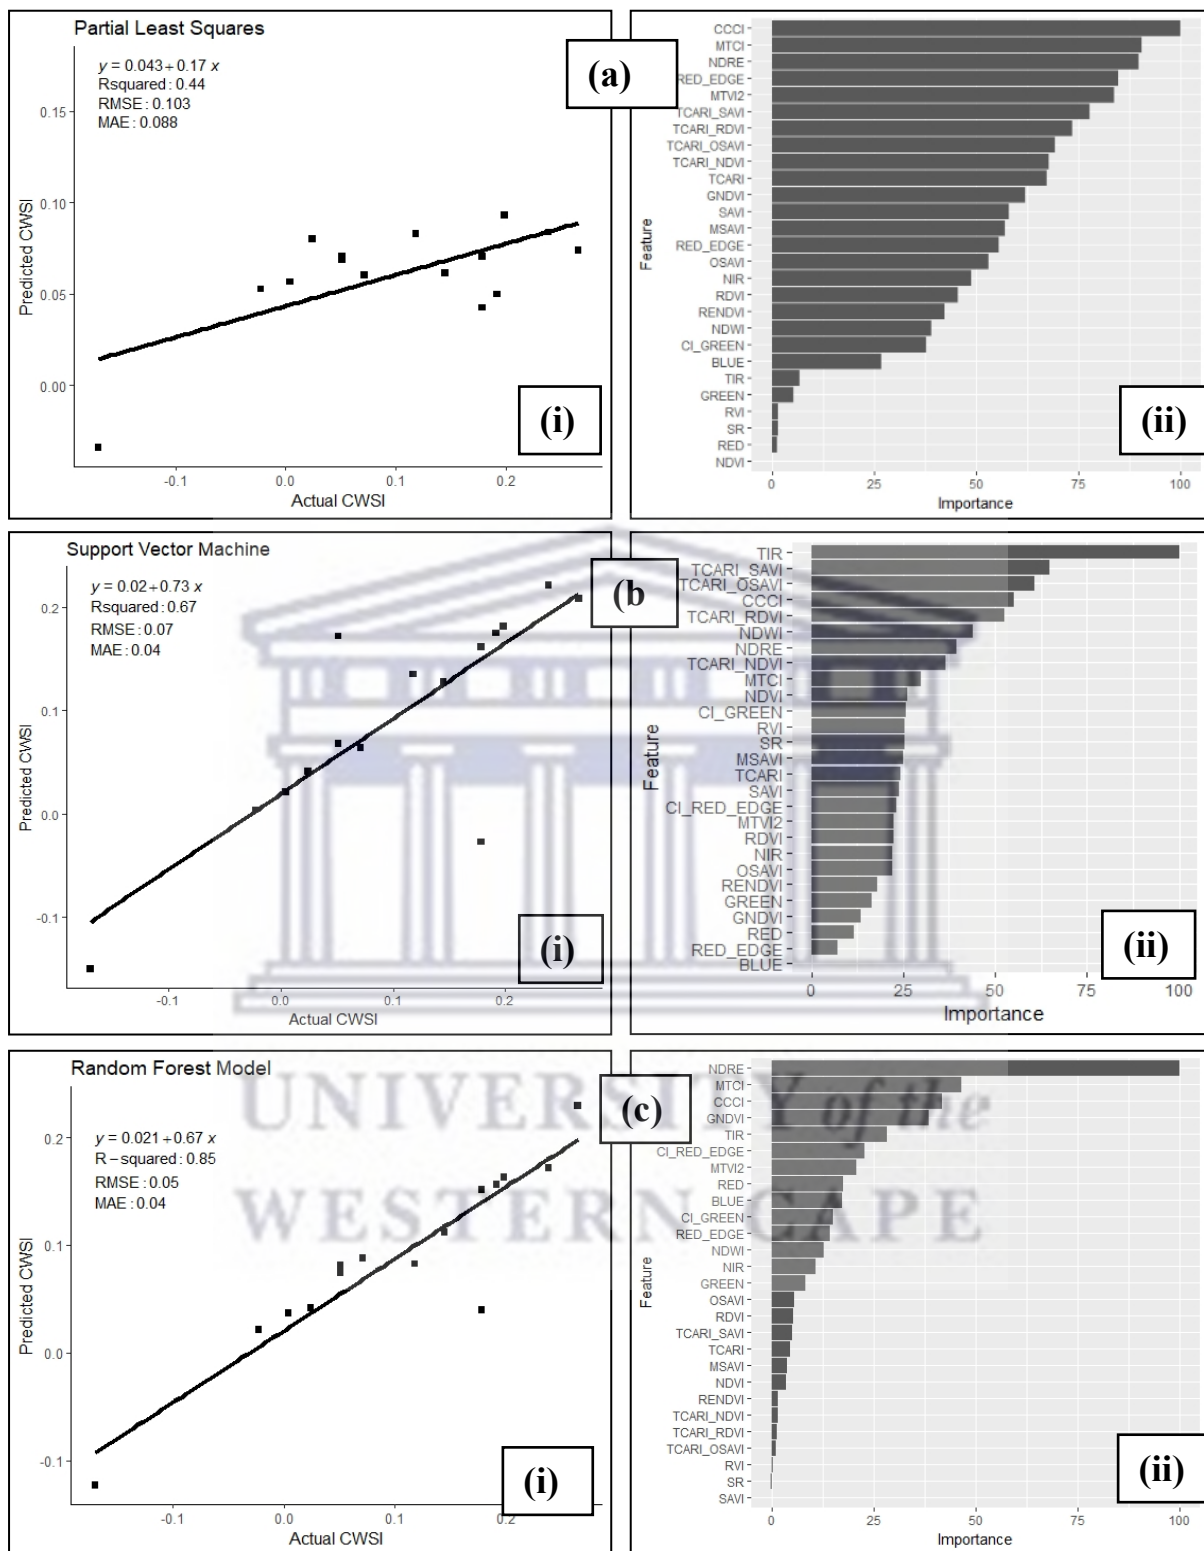 Partial Least Squares
(a)
y = 0.043 + 0.17 x
Rsquared : 0.44
RMSE : 0.103
MAE : 0.088
Predicted CWSI
0.15
0.10
0.05
0.00
-0.1
0.0
0.1
0.2
Actual CWSI
(i)
Feature
CCCI
MTCI
NDRE
RED_EDGE
MTVI2
TCARI_SAVI
TCARI_RDVI
TCARI_OSAVI
TCARI_NDVI
TCARI
GNDVI
SAVI
MSAVI
RED_EDGE
OSAVI
NIR
RDVI
RENDVI
NDWI
CI_GREEN
BLUE
TIR
GREEN
RVI
SR
RED
NDVI
0
25
50
75
100
Importance
(ii)
Support Vector Machine
(b
y = 0.02 + 0.73 x
Rsquared : 0.67
RMSE : 0.07
MAE : 0.04
Predicted CWSI
0.2
0.1
0.0
-0.1
-0.1
0.0
0.1
0.2
Actual CWSI
(i)
Feature
TIR
TCARI_SAVI
TCARI_OSAVI
CCCI
TCARI_RDVI
NDWI
NDRE
TCARI_NDVI
MTCI
NDVI
CI_GREEN
RVI
SR
MSAVI
TCARI
SAVI
CI_RED_EDGE
MTVI2
RDVI
NIR
OSAVI
RENDVI
GREEN
GNDVI
RED
RED_EDGE
BLUE
0
25
50
75
100
Importance
(ii)
Random Forest Model
(c)
y = 0.021 + 0.67 x
R − squared : 0.85
RMSE : 0.05
MAE : 0.04
Predicted CWSI
0.2
0.1
0.0
-0.1
-0.1
0.0
0.1
0.2
Actual CWSI
(i)
Feature
NDRE
MTCI
CCCI
GNDVI
TIR
CI_RED_EDGE
MTVI2
RED
BLUE
CI_GREEN
RED_EDGE
NDWI
NIR
GREEN
OSAVI
RDVI
TCARI_SAVI
TCARI
MSAVI
NDVI
RENDVI
TCARI_NDVI
TCARI_RDVI
TCARI_OSAVI
RVI
SR
SAVI
0
25
50
75
100
Importance
(ii)
UNIVERSITY of the
WESTERN CAPE